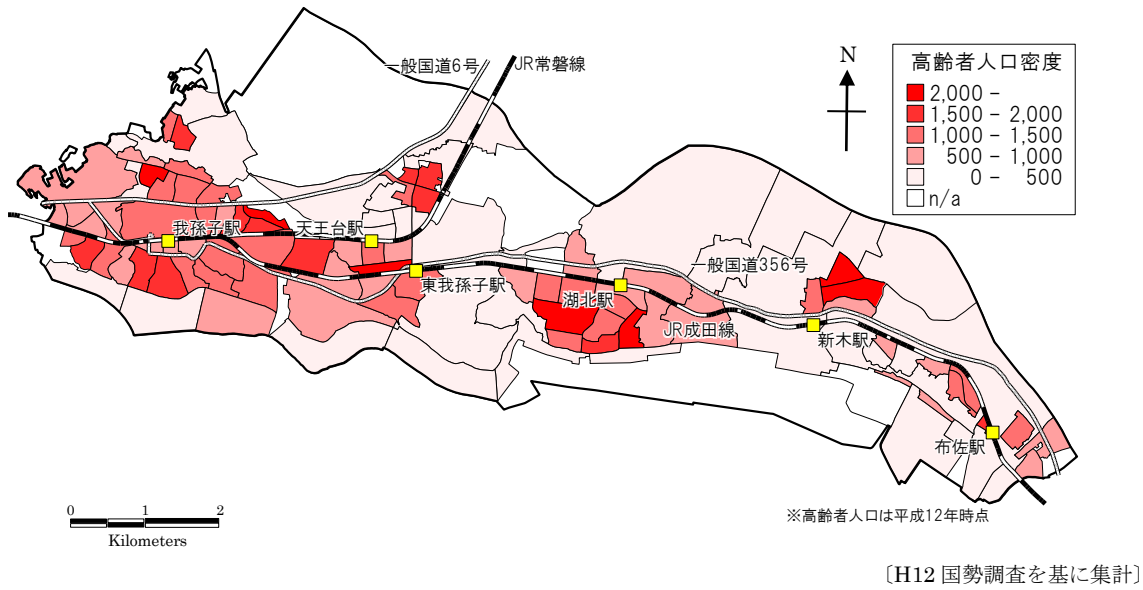 一般国道6号
JR常磐線
N
高齢者人口密度
2,000 -
1,500 - 2,000
1,000 - 1,500
500 - 1,000
0 - 500
n/a
我孫子駅
天王台駅
東我孫子駅
一般国道356号
湖北駅
JR成田線
新木駅
布佐駅
0 1 2
Kilometers
※高齢者人口は平成12年時点
〔H12 国勢調査を基に集計〕